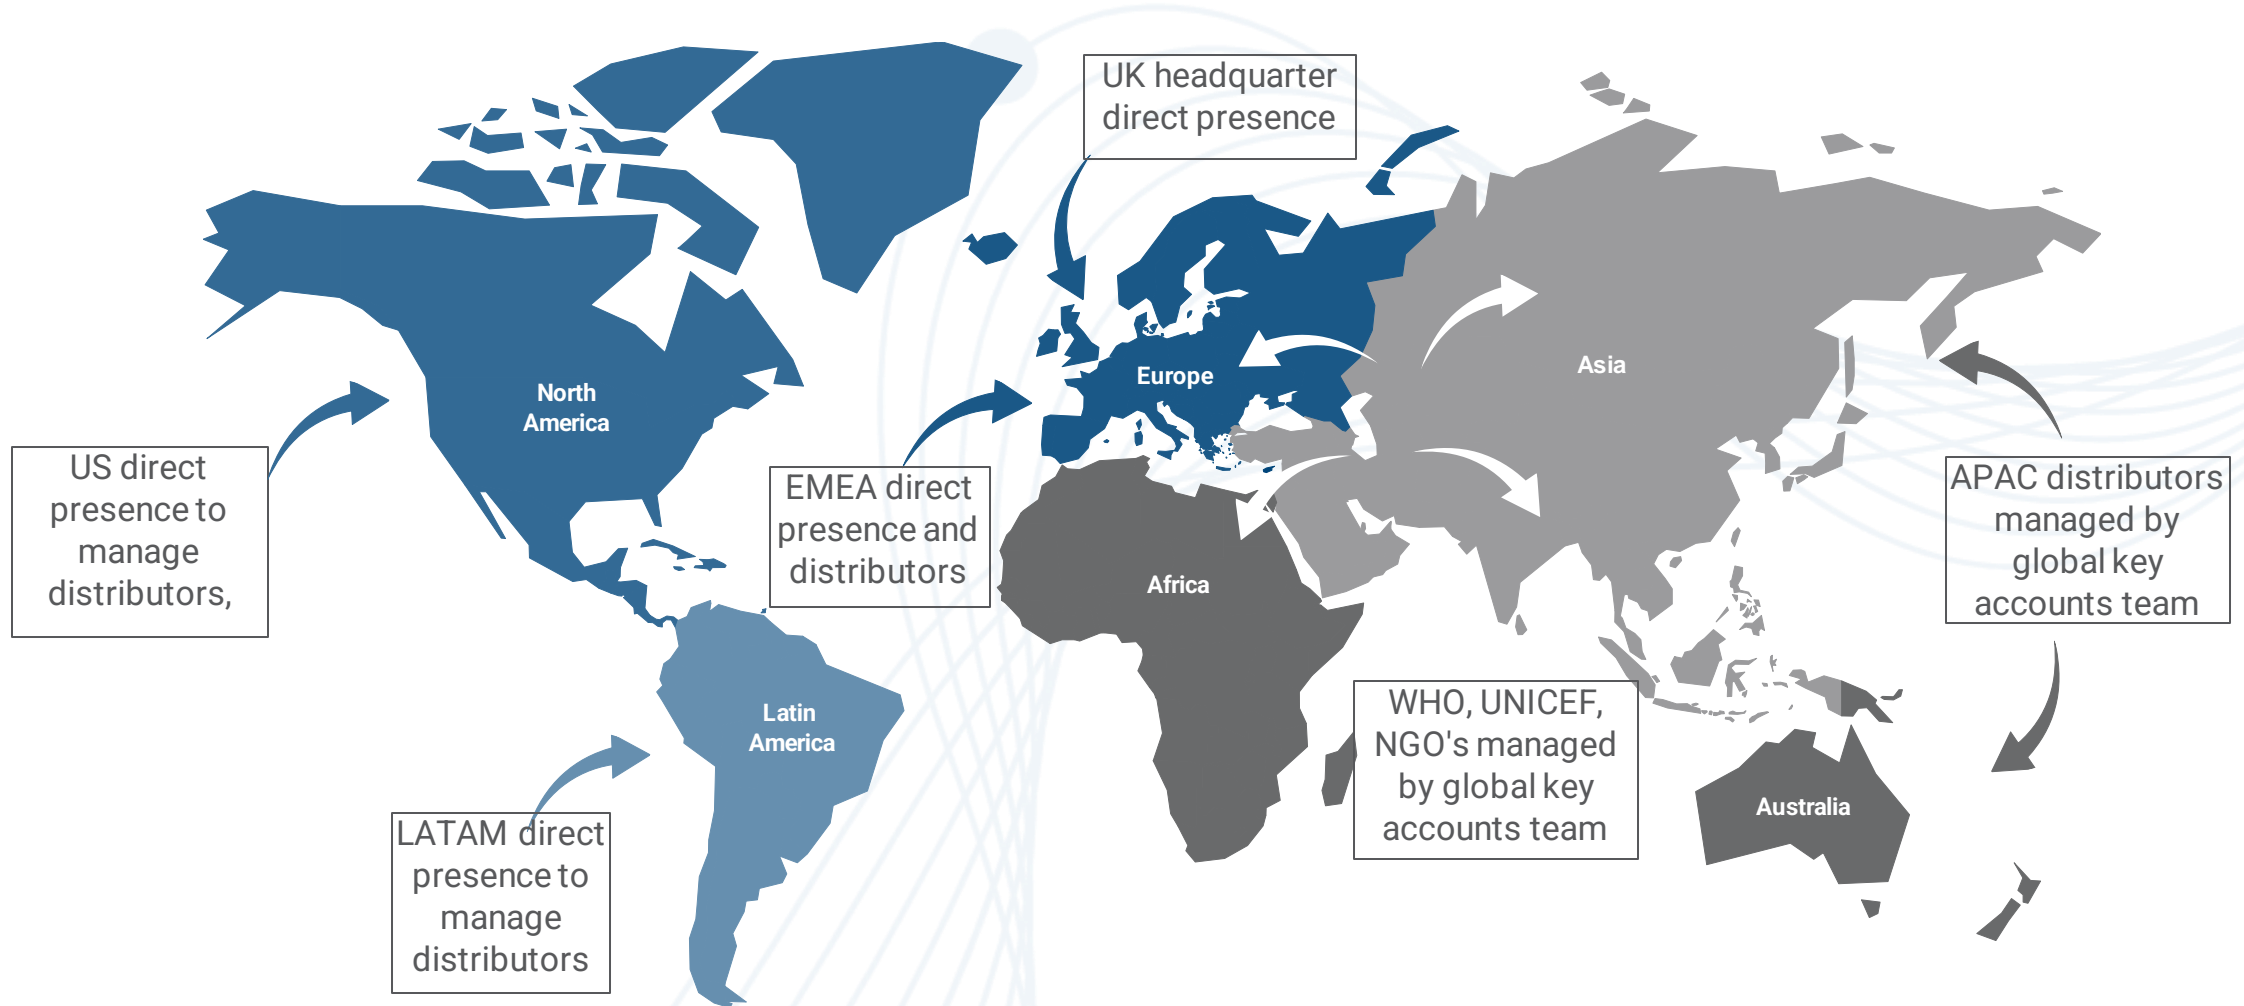 UK headquarter
direct presence
North
America
Europe
Asia
US direct
presence to
manage
distributors,
EMEA direct
presence and
distributors
APAC distributors
managed by
global key
accounts team
Africa
Latin
America
WHO, UNICEF,
NGO's managed
by global key
accounts team
Australia
LATAM direct
presence to
manage
distributors